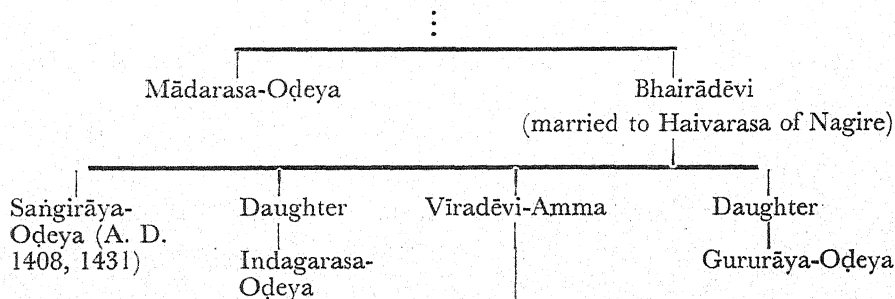 Mādarasa-Oḍeya Bhairādēvi
(married to Haivarasa of Nagire)
Saṅgirāya- Daughter Vīradēvi-Amma Daughter
Oḍeya (A. D.
1408, 1431) Indagarasa- Gururāya-Oḍeya
Oḍeya